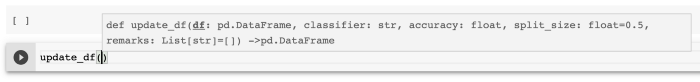 [ ]
def update_df(df: pd.DataFrame, classifier: str, accuracy: float, split_size: float=0.5,
remarks: List[str]=[]) ->pd.DataFrame
update_df()